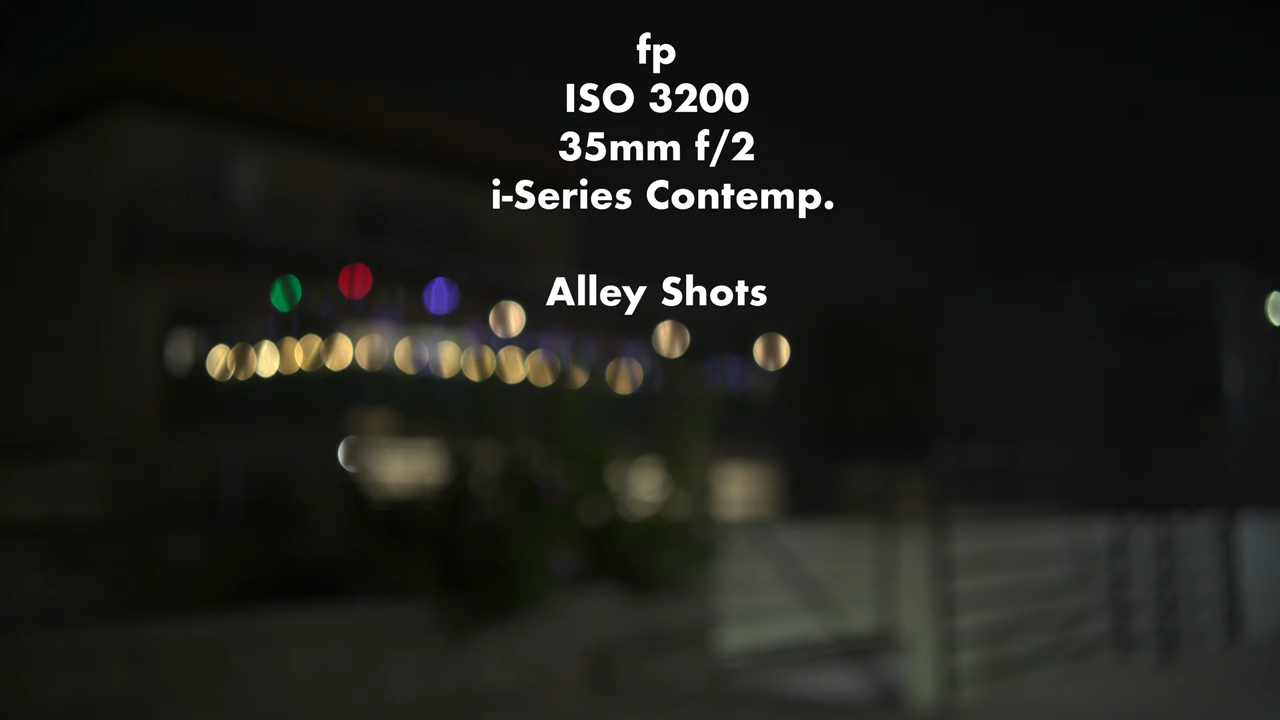 fp
ISO 3200
35mm f/2
i-Series Contemp.
Alley Shots